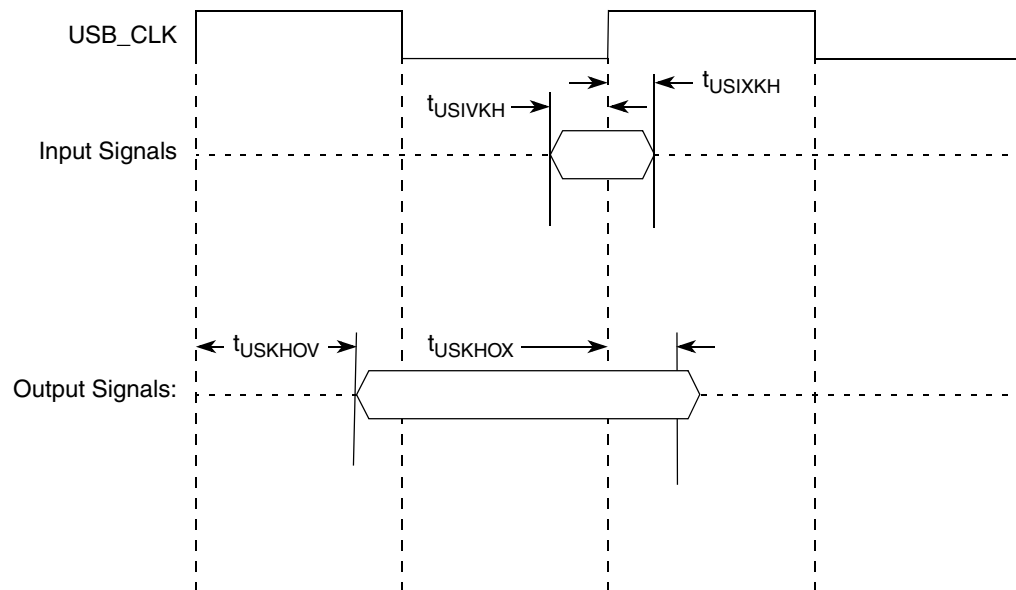 USB_CLK
tUSIXKH
tUSIVKH
Input Signals
tUSKHOV
tUSKHOX
Output Signals: